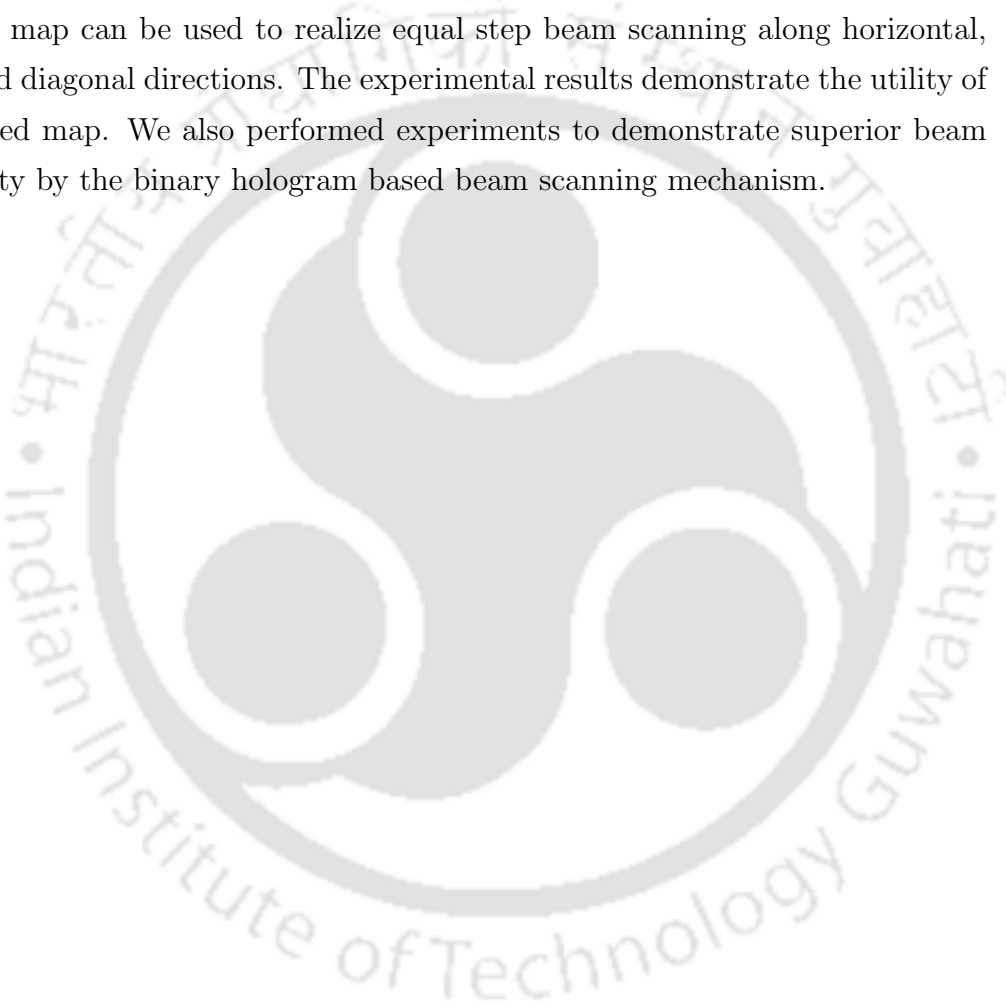 map can be used to realize equal step beam scanning along horizontal,
d diagonal directions. The experimental results demonstrate the utility of
ed map. We also performed experiments to demonstrate superior beam
ty by the binary hologram based beam scanning mechanism.
भारतीय प्रौद्योगिकी संस्थान गुवाहाटी
Indian Institute of Technology Guwahati